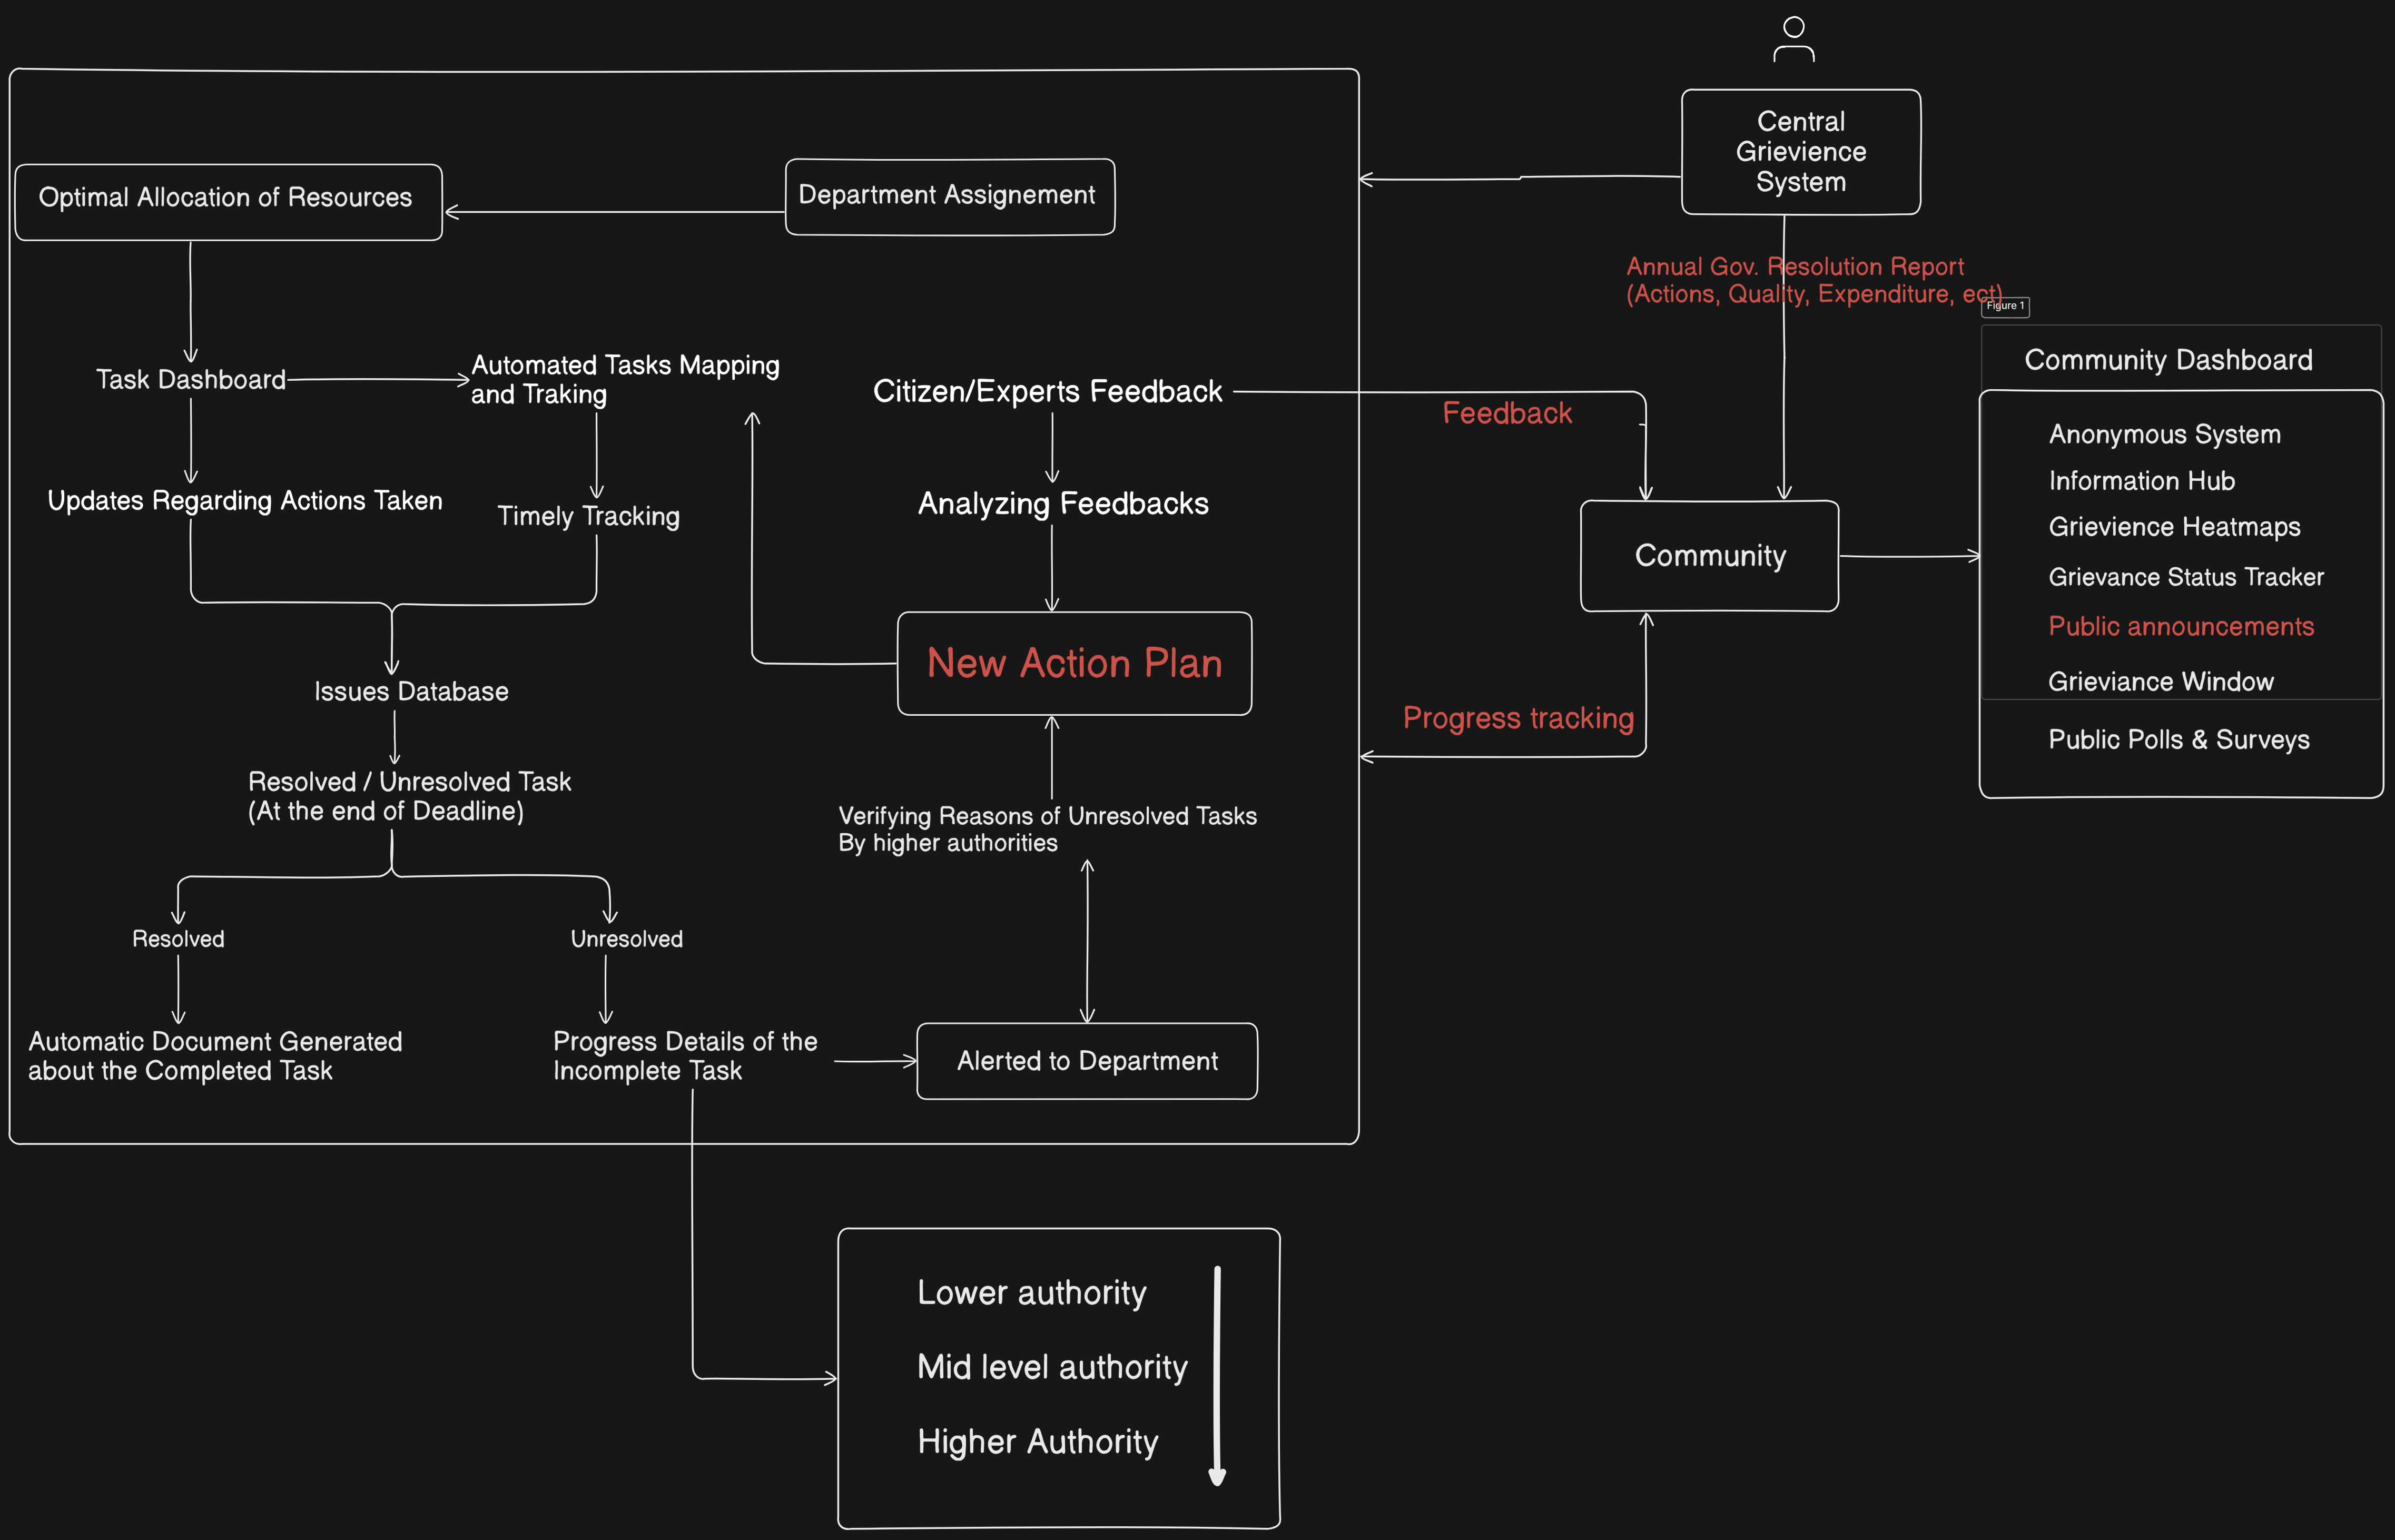 Central
Grievience
System
Optimal Allocation of Resources
Department Assignement
Annual Gov. Resolution Report
(Actions, Quality, Expenditure, ect)
Figure 1
Community Dashboard
Task Dashboard
Automated Tasks Mapping
and Traking
Citizen/Experts Feedback
Feedback
Anonymous System
Information Hub
Grievience Heatmaps
Grievance Status Tracker
Public announcements
Grieviance Window
Public Polls & Surveys
Updates Regarding Actions Taken
Timely Tracking
Analyzing Feedbacks
Community
New Action Plan
Issues Database
Progress tracking
Resolved / Unresolved Task
(At the end of Deadline)
Verifying Reasons of Unresolved Tasks
By higher authorities
Resolved
Unresolved
Automatic Document Generated
about the Completed Task
Progress Details of the
Incomplete Task
Alerted to Department
Lower authority
Mid level authority
Higher Authority